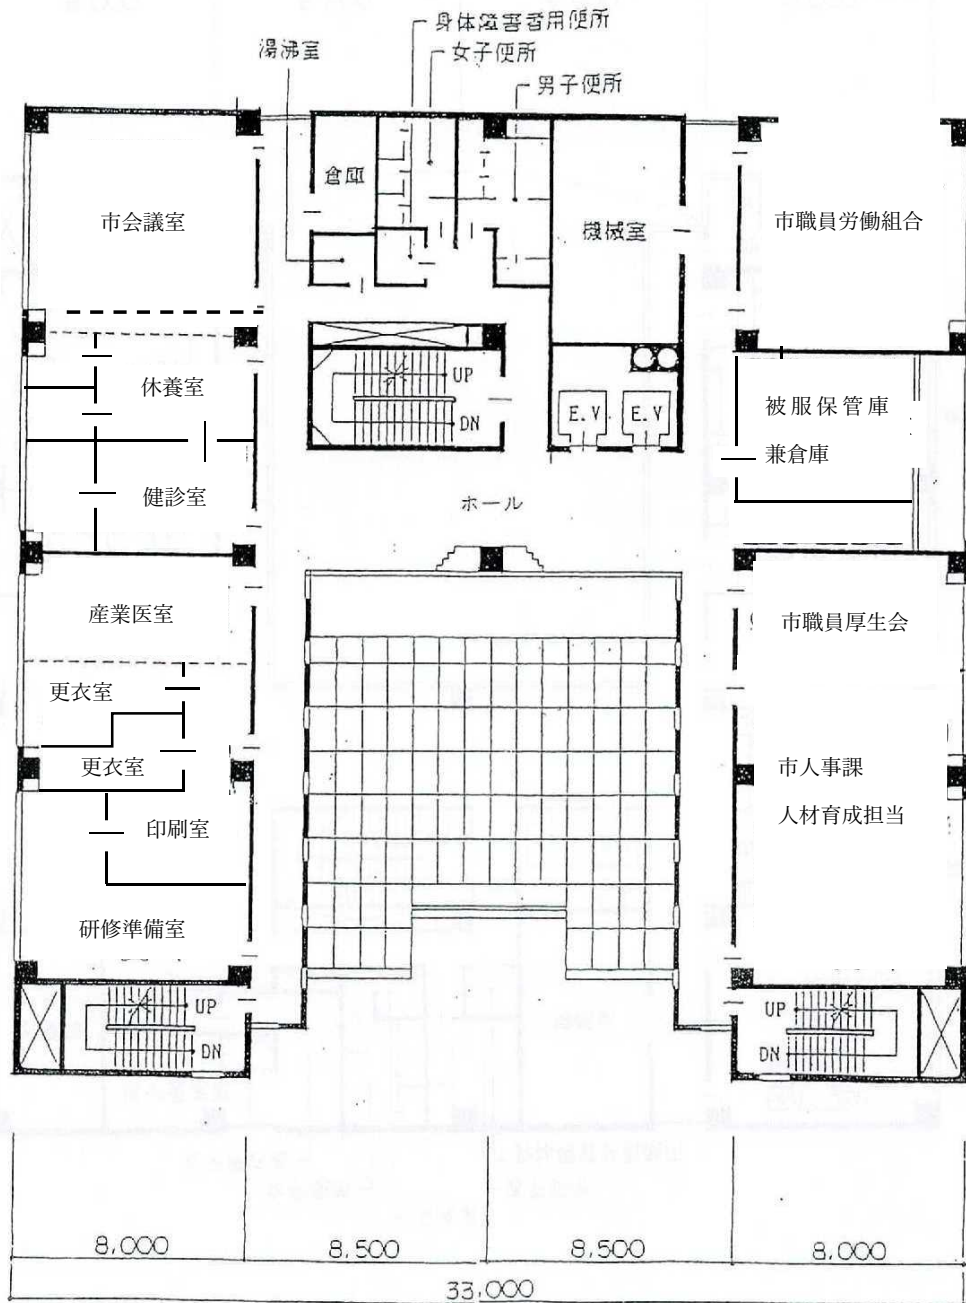 身体障害者用便所
湯沸室
女子便所
男子便所
倉庫
市会議室
機械室
市職員労働組合
休養室
UP
DN
E.V
E.V
被服保管庫
兼倉庫
健診室
ホール
産業医室
市職員厚生会
更衣室
更衣室
市人事課
人材育成担当
印刷室
研修準備室
UP
DN
UP
DN
8,000
8,500
8,500
8,000
33,000